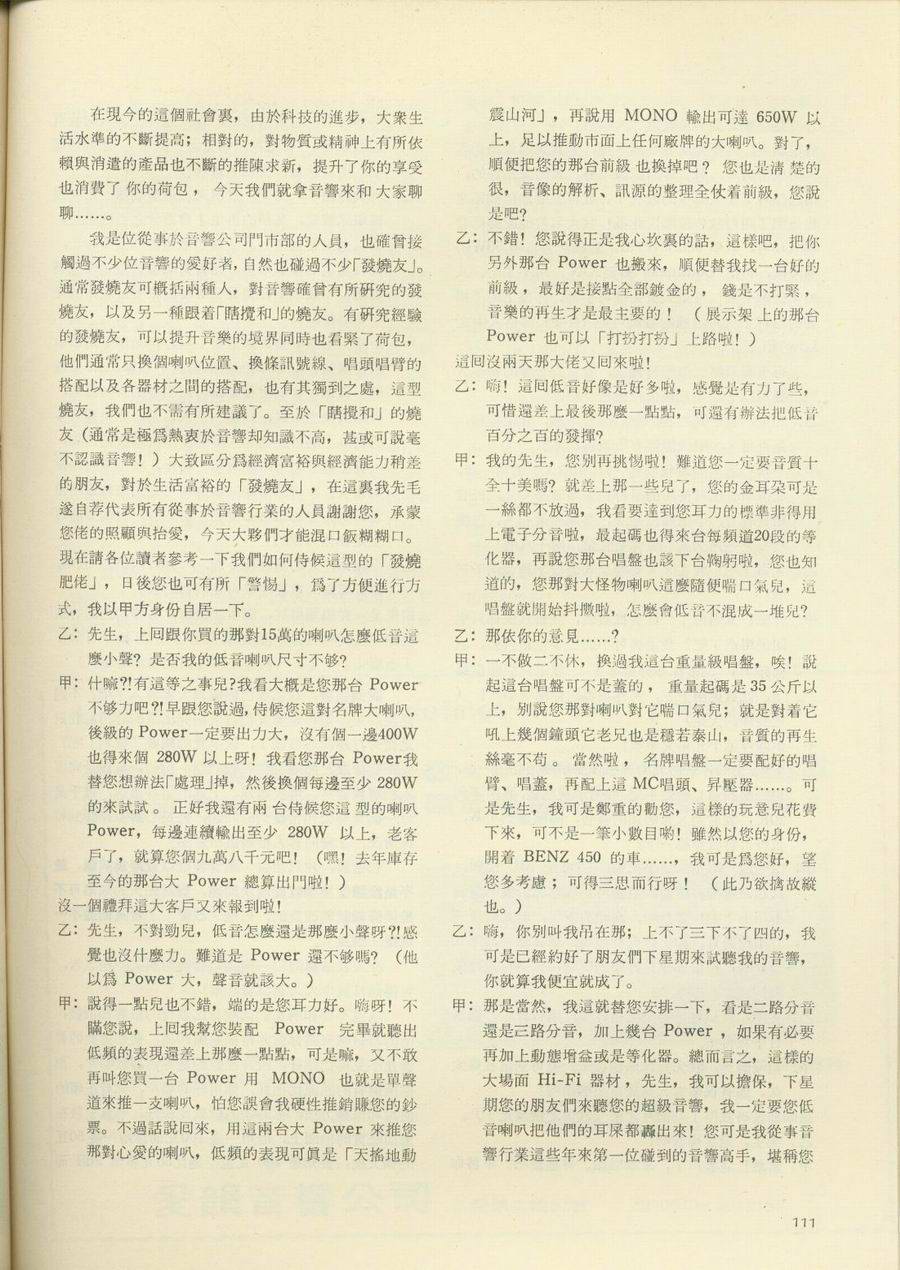 在現今的這個社會裏，由於科技的進步，大衆生
活水準的不斷提高；相對的，對物質或精神上有所依
賴與消遣的產品也不斷的推陳求新，提升了你的享受
也消費了你的荷包，今天我們就拿音響來和大家聊
聊……。
我是位從事於音響公司門市部的人員，也確曾接
觸過不少位音響的愛好者，自然也碰過不少「發燒友」。
通常發燒友可概括兩種人，對音響確曾有所硏究的發
燒友，以及另一種跟着「瞎攪和」的燒友。有硏究經驗
的發燒友，可以提升音樂的境界同時也看緊了荷包，
他們通常只換個喇叭位置、換條訊號線、唱頭唱臂的
搭配以及各器材之間的搭配，也有其獨到之處，這型
燒友，我們也不需有所建議了。至於「瞎攪和」的燒
友（通常是極爲熱衷於音響却知識不高，甚或可說毫
不認識音響！）大致區分爲經濟富裕與經濟能力稍差
的朋友，對於生活富裕的「發燒友」，在這裏我先毛
遂自荐代表所有從事於音響行業的人員謝謝您，承蒙
您佬的照顧與抬愛，今天大夥們才能混口飯糊糊口。
現在請各位讀者參考一下我們如何侍候這型的「發燒
肥佬」，日後您也可有所「警惕」，爲了方便進行方
式，我以甲方身份自居一下。
乙：先生，上回跟你買的那對15萬的喇叭怎麼低音這
麼小聲？是否我的低音喇叭尺寸不够？
甲：什嘛?!有這等之事兒？我看大概是您那台 Power
不够力吧?!早跟您說過，侍候您這對名牌大喇叭，
後級的 Power一定要出力大，沒有個一邊400W
也得來個 280W 以上呀！我看您那台 Power我
替您想辦法「處理」掉，然後換個每邊至少 280W
的來試試。正好我還有兩台侍候您這型的喇叭
Power，每邊連續輸出至少 280W 以上，老客
戶了，就算您個九萬八千元吧！（嘿！去年庫存
至今的那台大 Power 總算出門啦！）
沒一個禮拜這大客戶又來報到啦！
乙：先生，不對勁兒，低音怎麼還是那麼小聲呀?!感
覺也沒什麼力。難道是 Power 還不够嗎？（他
以爲 Power 大，聲音就該大。）
甲：說得一點兒也不錯，端的是您耳力好。嗨呀！不
瞞您說，上回我幫您裝配 Power 完畢就聽出
低頻的表現還差上那麼一點點，可是嘛，又不敢
再叫您買一台 Power 用 MONO 也就是單聲
道來推一支喇叭，怕您誤會我硬性推銷賺您的鈔
票。不過話說回來，用這兩台大 Power 來推您
那對心愛的喇叭，低頻的表現可眞是「天搖地動
震山河」，再說用 MONO 輸出可達 650W 以
上，足以推動市面上任何廠牌的大喇叭。對了，
順便把您的那台前級也換掉吧？您也是清楚的
很，音像的解析、訊源的整理全仗着前級，您說
是吧？
乙：不錯！您說得正是我心坎裏的話，這樣吧，把你
另外那台 Power 也搬來，順便替我找一台好的
前級，最好是接點全部鍍金的，錢是不打緊，
音樂的再生才是最主要的！（展示架上的那台
Power 也可以「打扮打扮」上路啦！）
這回沒兩天那大佬又回來啦！
乙：嗨！這回低音好像是好多啦，感覺是有力了些，
可惜還差上最後那麼一點點，可還有辦法把低音
百分之百的發揮？
甲：我的先生，您別再挑惕啦！難道您一定要音質十
全十美嗎？就差上那一些兒了，您的金耳朶可是
一絲都不放過，我看要達到您耳力的標準非得用
上電子分音啦，最起碼也得來台每頻道20段的等
化器，再說您那台唱盤也該下台鞠躬啦，您也知
道的，您那對大怪物喇叭這麼隨便喘口氣兒，這
唱盤就開始抖擻啦，怎麼會低音不混成一堆兒？
乙：那依你的意見……？
甲：一不做二不休，換過我這台重量級唱盤，唉！說
起這台唱盤可不是蓋的，重量起碼是 35 公斤以
上，別說您那對喇叭對它喘口氣兒；就是對着它
吼上幾個鐘頭它老兄也是穩若泰山，音質的再生
絲毫不苟。當然啦，名牌唱盤一定要配好的唱
臂、唱蓋，再配上這 MC唱頭、昇壓器……。可
是先生，我可是鄭重的勸您，這樣的玩意兒花費
下來，可不是一筆小數目喲！雖然以您的身份，
開着 BENZ 450 的車……，我可是爲您好，望
您多考慮；可得三思而行呀！（此乃欲擒故縱
也。）
乙：嗨，你別叫我吊在那；上不了三下不了四的，我
可是已經約好了朋友們下星期來試聽我的音響，
你就算我便宜就成了。
甲：那是當然，我這就替您安排一下，看是二路分音
還是三路分音，加上幾台 Power ，如果有必要
再加上動態增益或是等化器。總而言之，這樣的
大場面 Hi-Fi 器材，先生，我可以擔保，下星
期您的朋友們來聽您的超級音響，我一定要您低
音喇叭把他們的耳屎都轟出來！您可是我從事音
響行業這些年來第一位碰到的音響高手，堪稱您
111